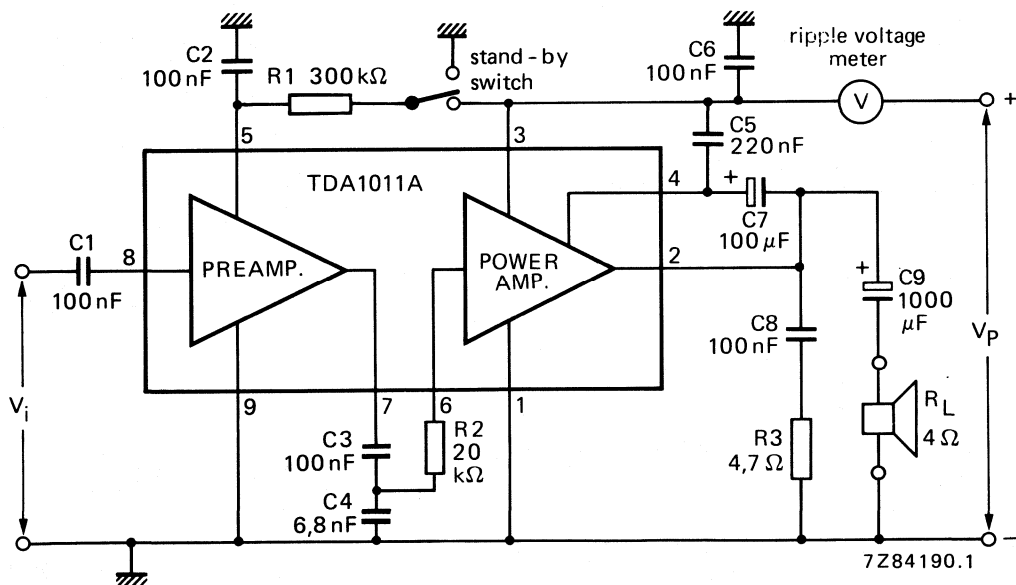 C2
100 nF
R1 300 kΩ
stand-by
switch
C6
100 nF
ripple voltage
meter
V
+
5
3
C5
220 nF
TDA1011A
4
+
C7
100 µF
C1
100 nF
8
PREAMP.
POWER
AMP.
2
+
C9
1000
µF
C8
100 nF
Vi
VP
9
7
6
1
C3
100 nF
R2
20
kΩ
R3
4,7 Ω
RL
4 Ω
C4
6,8 nF
7Z84190.1
−